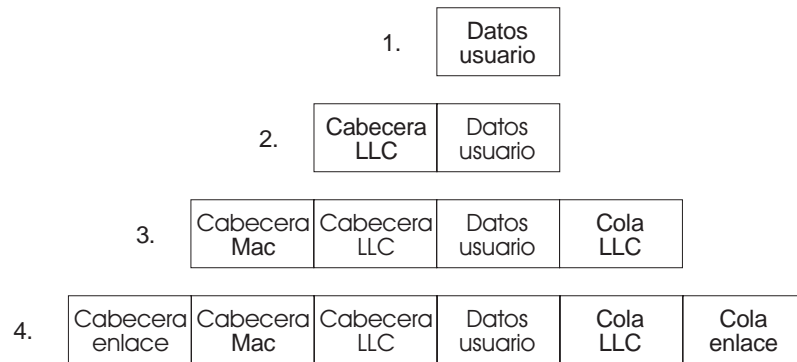 1.
Datos
usuario
2.
Cabecera
LLC
Datos
usuario
3.
Cabecera
Mac
Cabecera
LLC
Datos
usuario
Cola
LLC
4.
Cabecera
enlace
Cabecera
Mac
Cabecera
LLC
Datos
usuario
Cola
LLC
Cola
enlace